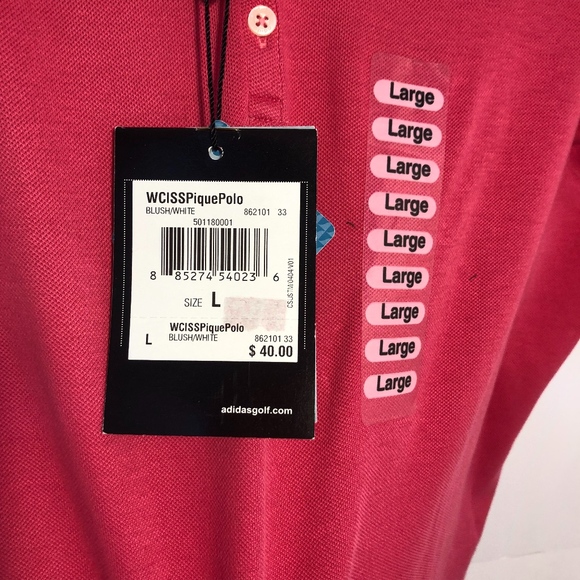 WCISSPiquePolo
BLUSH/WHITE 862101 33
501180001
8 85274 54023 6
SIZE L
WCISSPiquePolo
L BLUSH/WHITE 862101 33
$ 40.00
adidasgolf.com
Large
Large
Large
Large
Large
Large
Large
Large
Large